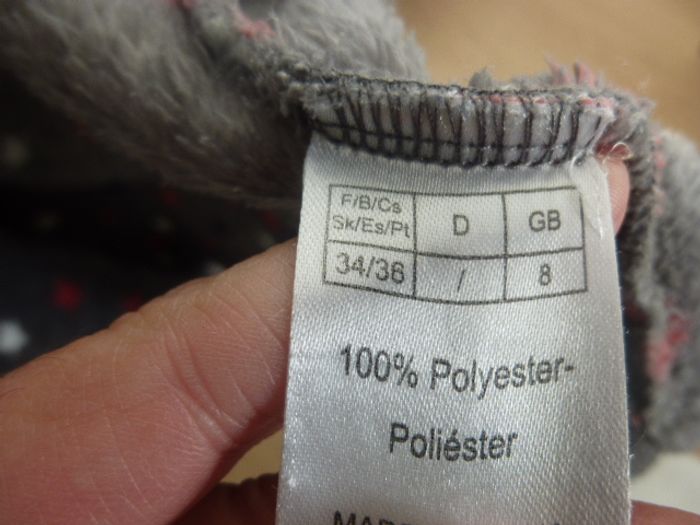 F/B/Cs
Sk/Es/Pt D GB
34/36 / 8
100% Polyester-
Poliéster